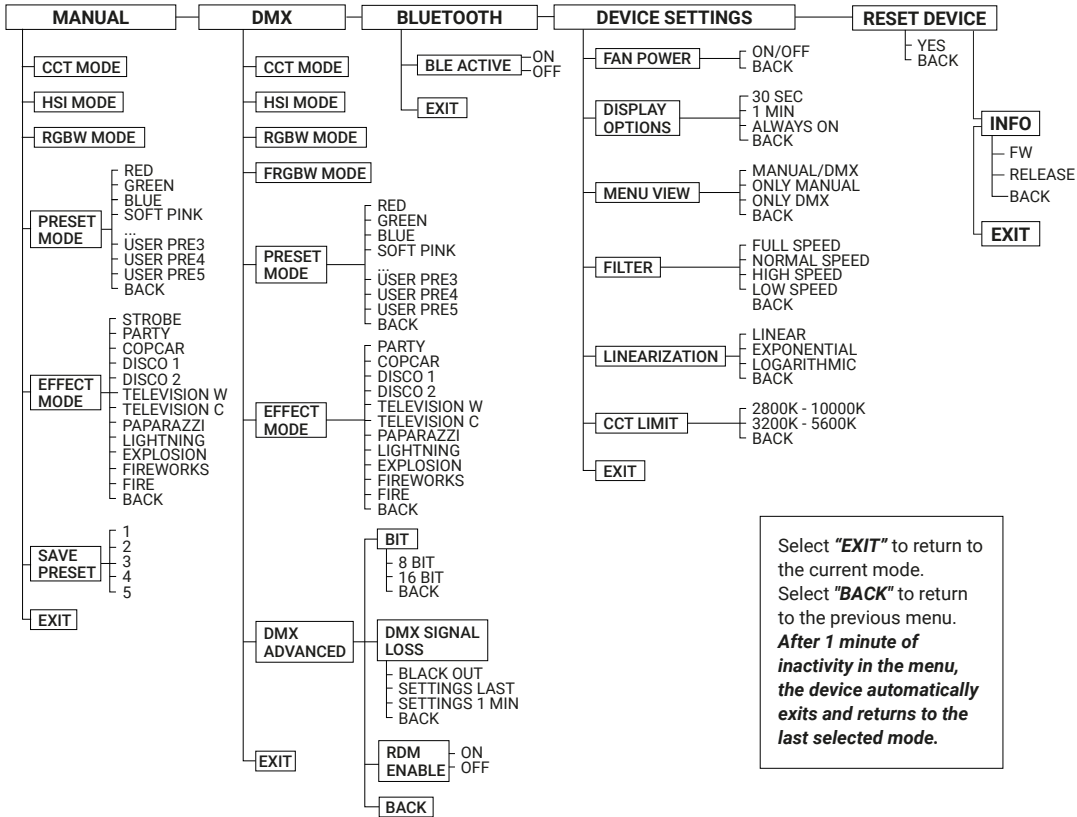 MANUAL
DMX
BLUETOOTH
DEVICE SETTINGS
RESET DEVICE
CCT MODE
HSI MODE
RGBW MODE
PRESET
MODE
RED
GREEN
BLUE
SOFT PINK
...
USER PRE3
USER PRE4
USER PRE5
BACK
EFFECT
MODE
STROBE
PARTY
COPCAR
DISCO 1
DISCO 2
TELEVISION W
TELEVISION C
PAPARAZZI
LIGHTNING
EXPLOSION
FIREWORKS
FIRE
BACK
SAVE
PRESET
1
2
3
4
5
EXIT
CCT MODE
HSI MODE
RGBW MODE
FRGBW MODE
PRESET
MODE
RED
GREEN
BLUE
SOFT PINK
...
USER PRE3
USER PRE4
USER PRE5
BACK
EFFECT
MODE
PARTY
COPCAR
DISCO 1
DISCO 2
TELEVISION W
TELEVISION C
PAPARAZZI
LIGHTNING
EXPLOSION
FIREWORKS
FIRE
BACK
DMX
ADVANCED
BIT
8 BIT
16 BIT
BACK
DMX SIGNAL
LOSS
BLACK OUT
SETTINGS LAST
SETTINGS 1 MIN
BACK
RDM
ENABLE
ON
OFF
BACK
EXIT
BLE ACTIVE
ON
OFF
EXIT
FAN POWER
ON/OFF
BACK
DISPLAY
OPTIONS
30 SEC
1 MIN
ALWAYS ON
BACK
MENU VIEW
MANUAL/DMX
ONLY MANUAL
ONLY DMX
BACK
FILTER
FULL SPEED
NORMAL SPEED
HIGH SPEED
LOW SPEED
BACK
LINEARIZATION
LINEAR
EXPONENTIAL
LOGARITHMIC
BACK
CCT LIMIT
2800K - 10000K
3200K - 5600K
BACK
EXIT
YES
BACK
INFO
FW
RELEASE
BACK
EXIT
Select "EXIT" to return to
the current mode.
Select "BACK" to return
to the previous menu.
After 1 minute of
inactivity in the menu,
the device automatically
exits and returns to the
last selected mode.